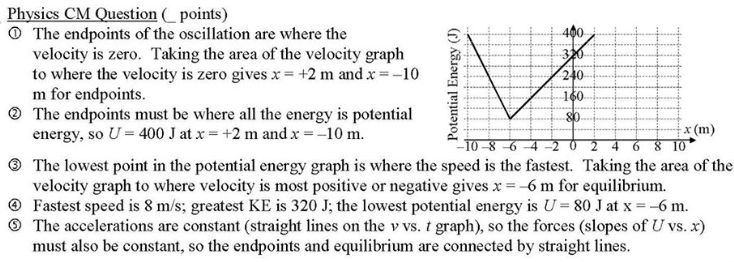 Physics CM Question (_ points)
① The endpoints of the oscillation are where the
velocity is zero.  Taking the area of the velocity graph
to where the velocity is zero gives x = +2 m and x = –10
m for endpoints.
② The endpoints must be where all the energy is potential
energy, so U = 400 J at x = +2 m and x = –10 m.
Potential Energy (J)
400
320
240
160
80
x (m)
–10 –8 –6 –4 –2 0 2 4 6 8 10
③ The lowest point in the potential energy graph is where the speed is the fastest.  Taking the area of the
velocity graph to where velocity is most positive or negative gives x = –6 m for equilibrium.
④ Fastest speed is 8 m/s; greatest KE is 320 J; the lowest potential energy is U = 80 J at x = –6 m.
⑤ The accelerations are constant (straight lines on the v vs. t graph), so the forces (slopes of U vs. x)
must also be constant, so the endpoints and equilibrium are connected by straight lines.